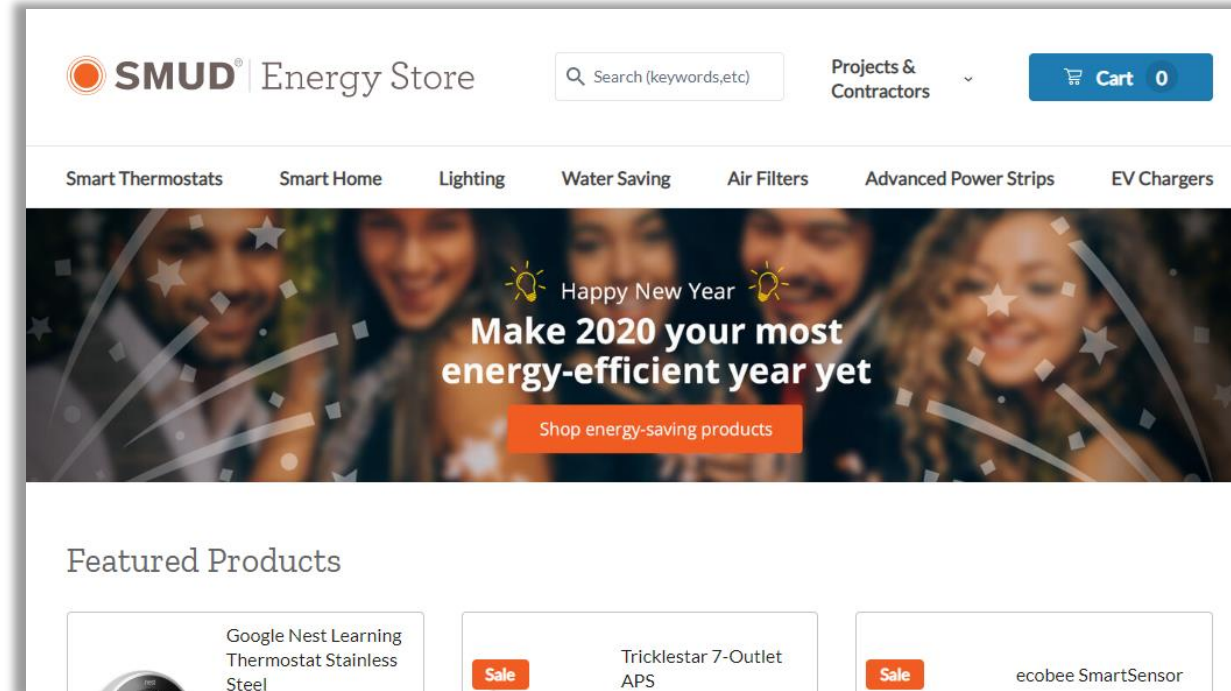 SMUD® Energy Store
Search (keywords,etc)
Projects &
Contractors
Cart 0
Smart Thermostats Smart Home Lighting Water Saving Air Filters Advanced Power Strips EV Chargers
Happy New Year
Make 2020 your most
energy-efficient year yet
Shop energy-saving products
Featured Products
Google Nest Learning
Thermostat Stainless
Steel
nest
Sale
Tricklestar 7-Outlet
APS
Sale
ecobee SmartSensor